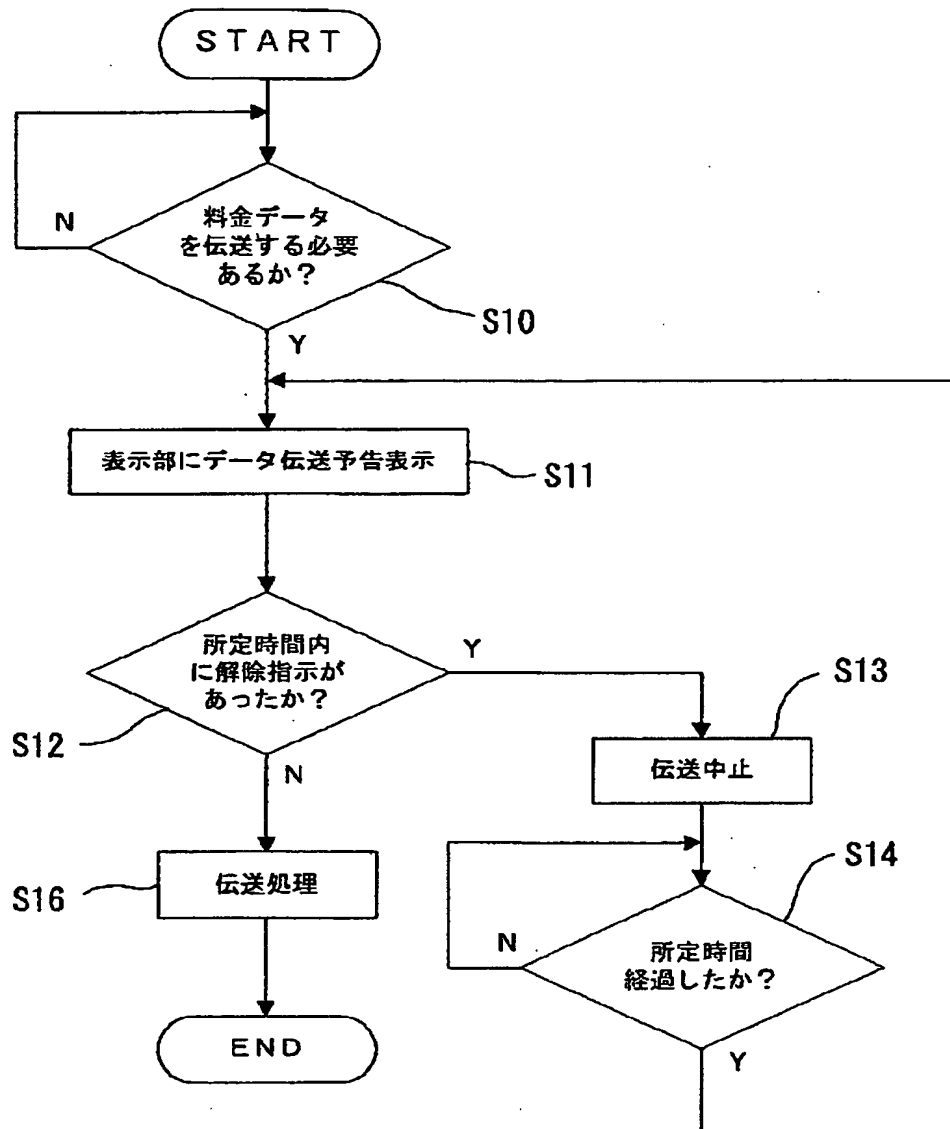 START
N
料金データ
を伝送する必要
あるか？
S10
Y
表示部にデータ伝送予告表示
S11
所定時間内
に解除指示が
あったか？
Y
S12
N
S13
伝送中止
S14
S16
伝送処理
N
所定時間
経過したか？
Y
END